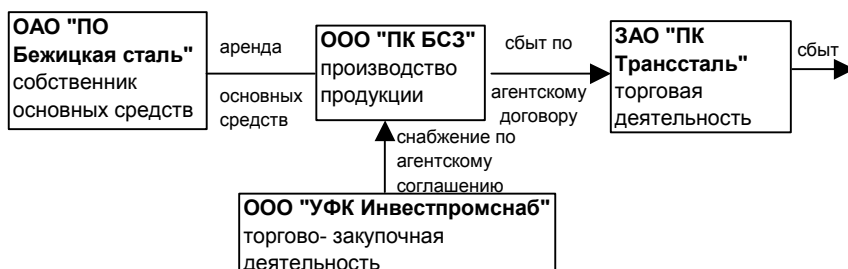 ОАО "ПО
Бежицкая сталь"
собственник
основных средств
аренда
основных
средств
ООО "ПК БСЗ"
производство
продукции
сбыт по
агентскому
договору
ЗАО "ПК
Транссталь"
торговая
деятельность
сбыт
снабжение по
агентскому
соглашению
ООО "УФК Инвестпромснаб"
торгово- закупочная
деятельность